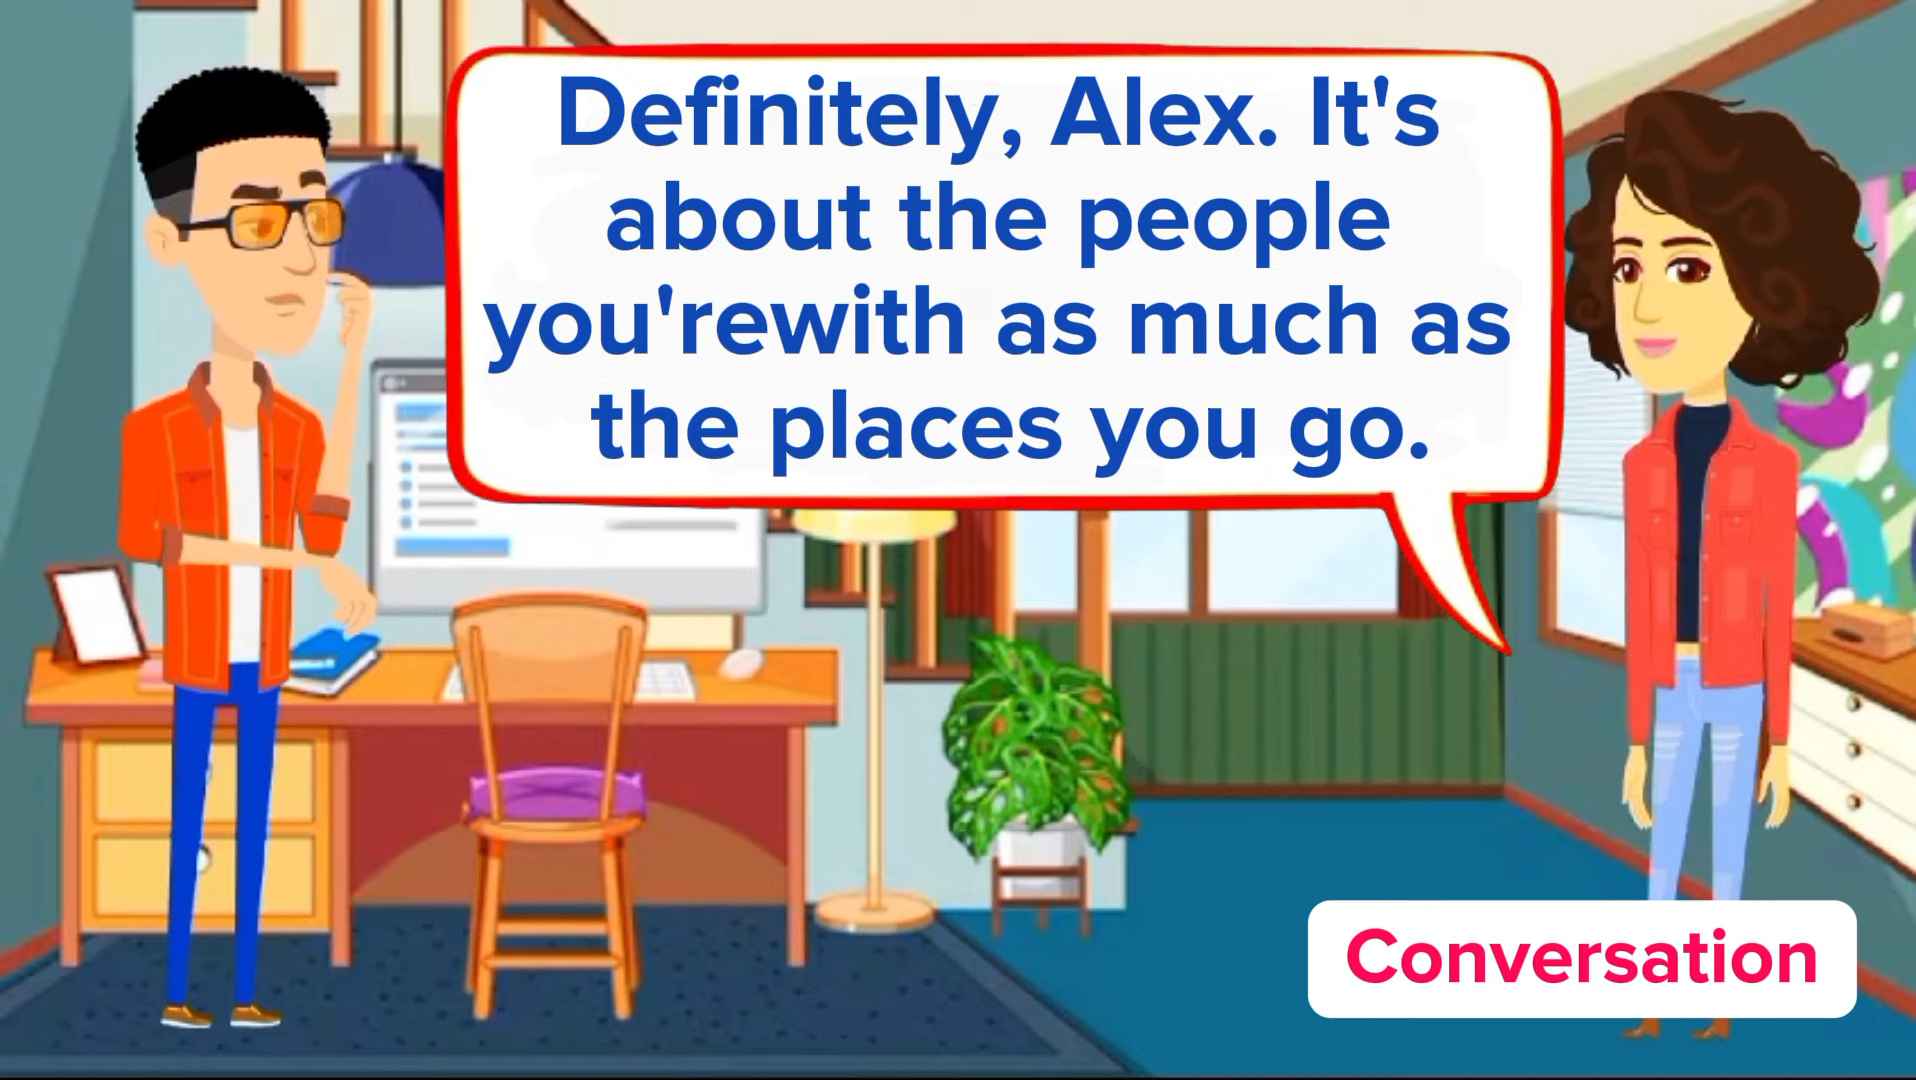 Definitely, Alex. It's
about the people
you'rewith as much as
the places you go.
Conversation